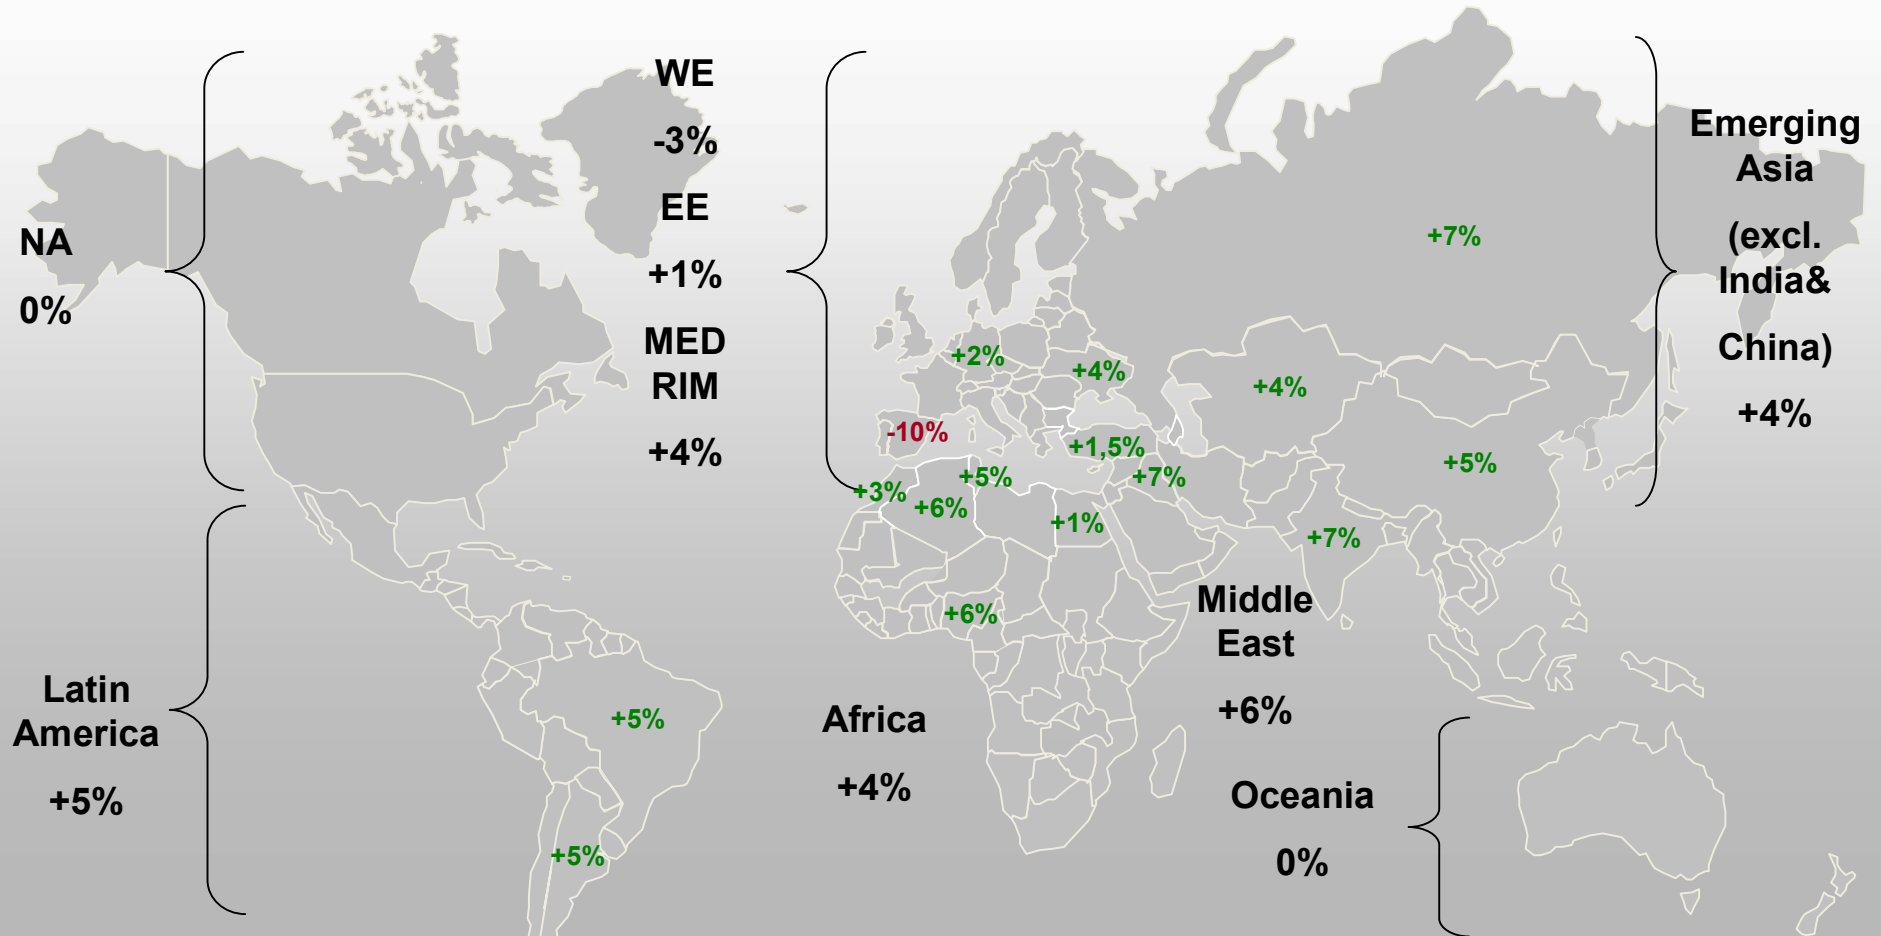 NA
0%
WE
-3%
EE
+1%
MED
RIM
+4%
Emerging
Asia
(excl.
India&
China)
+4%
+7%
+2%
+4%
+4%
-10%
+1,5%
+5%
+5%
+7%
+3%
+6%
+1%
+7%
+6%
Middle
East
+6%
Latin
America
+5%
+5%
+5%
Africa
+4%
Oceania
0%